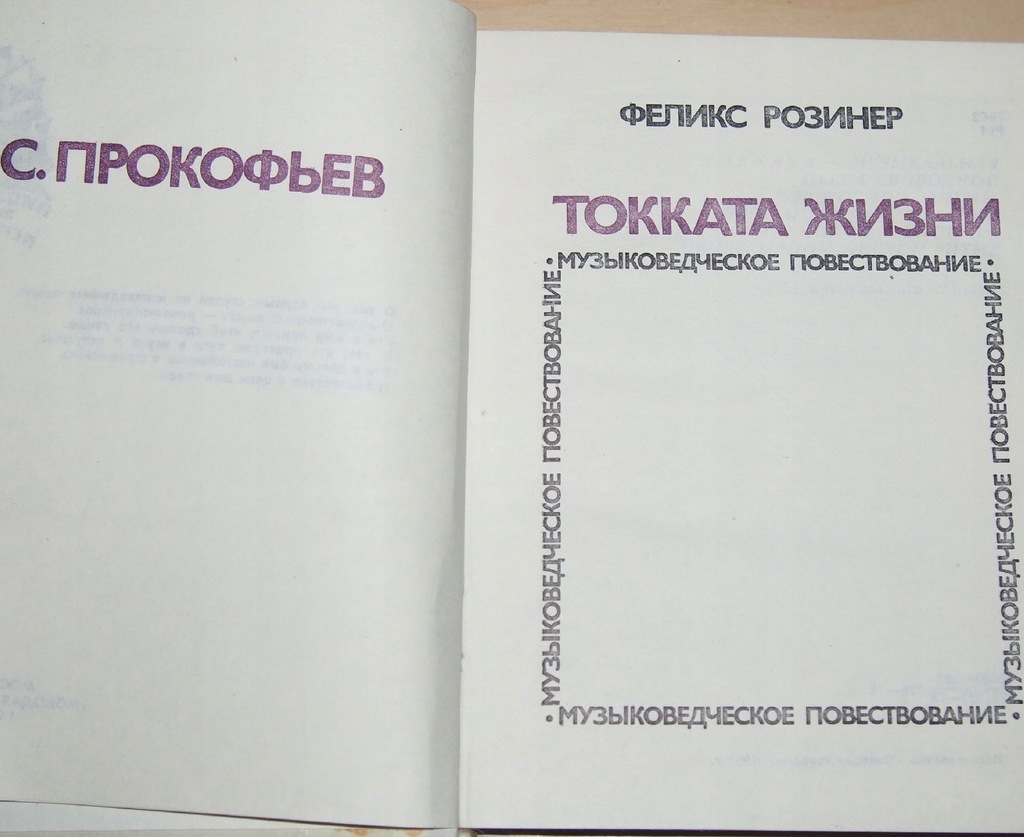 С. ПРОКОФЬЕВ
ФЕЛИКС РОЗИНЕР
ТОККАТА ЖИЗНИ
• МУЗЫКОВЕДЧЕСКОЕ ПОВЕСТВОВАНИЕ •
МУЗЫКОВЕДЧЕСКОЕ ПОВЕСТВОВАНИЕ
МУЗЫКОВЕДЧЕСКОЕ ПОВЕСТВОВАНИЕ
• МУЗЫКОВЕДЧЕСКОЕ ПОВЕСТВОВАНИЕ •